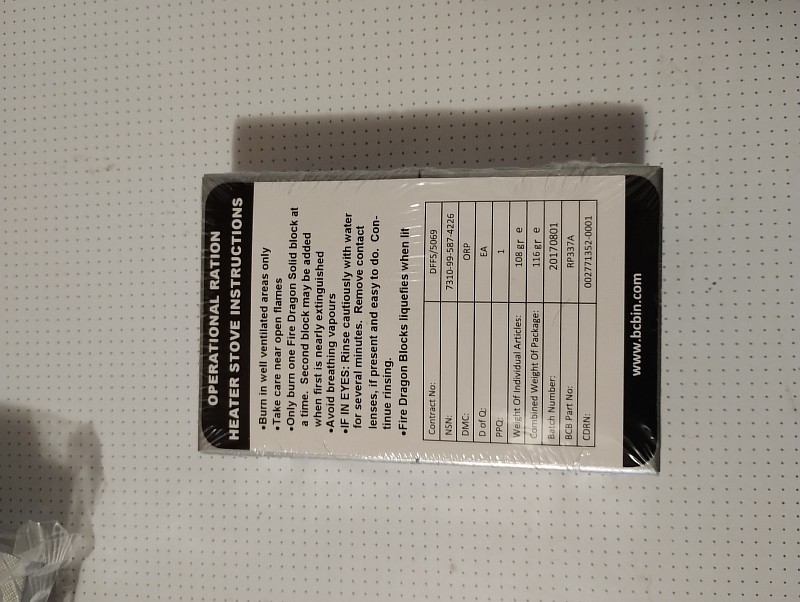 OPERATIONAL RATION
HEATER STOVE INSTRUCTIONS
•Burn in well ventilated areas only
•Take care near open flames
•Only burn one Fire Dragon Solid block at
a time. Second block may be added
when first is nearly extinguished
•Avoid breathing vapours
•IF IN EYES: Rinse cautiously with water
for several minutes. Remove contact
lenses, if present and easy to do. Con-
tinue rinsing.
•Fire Dragon Blocks liquefies when lit
Contract No: DFFS/5069
NSN: 7310-99-587-4226
DMC: ORP
D of Q: EA
PPQ: 1
Weight Of Individual Articles: 108 gr e
Combined Weight Of Package: 116 gr e
Batch Number: 20170801
BCB Part No: RP337A
CDRN: 002771352-0001
www.bcbin.com